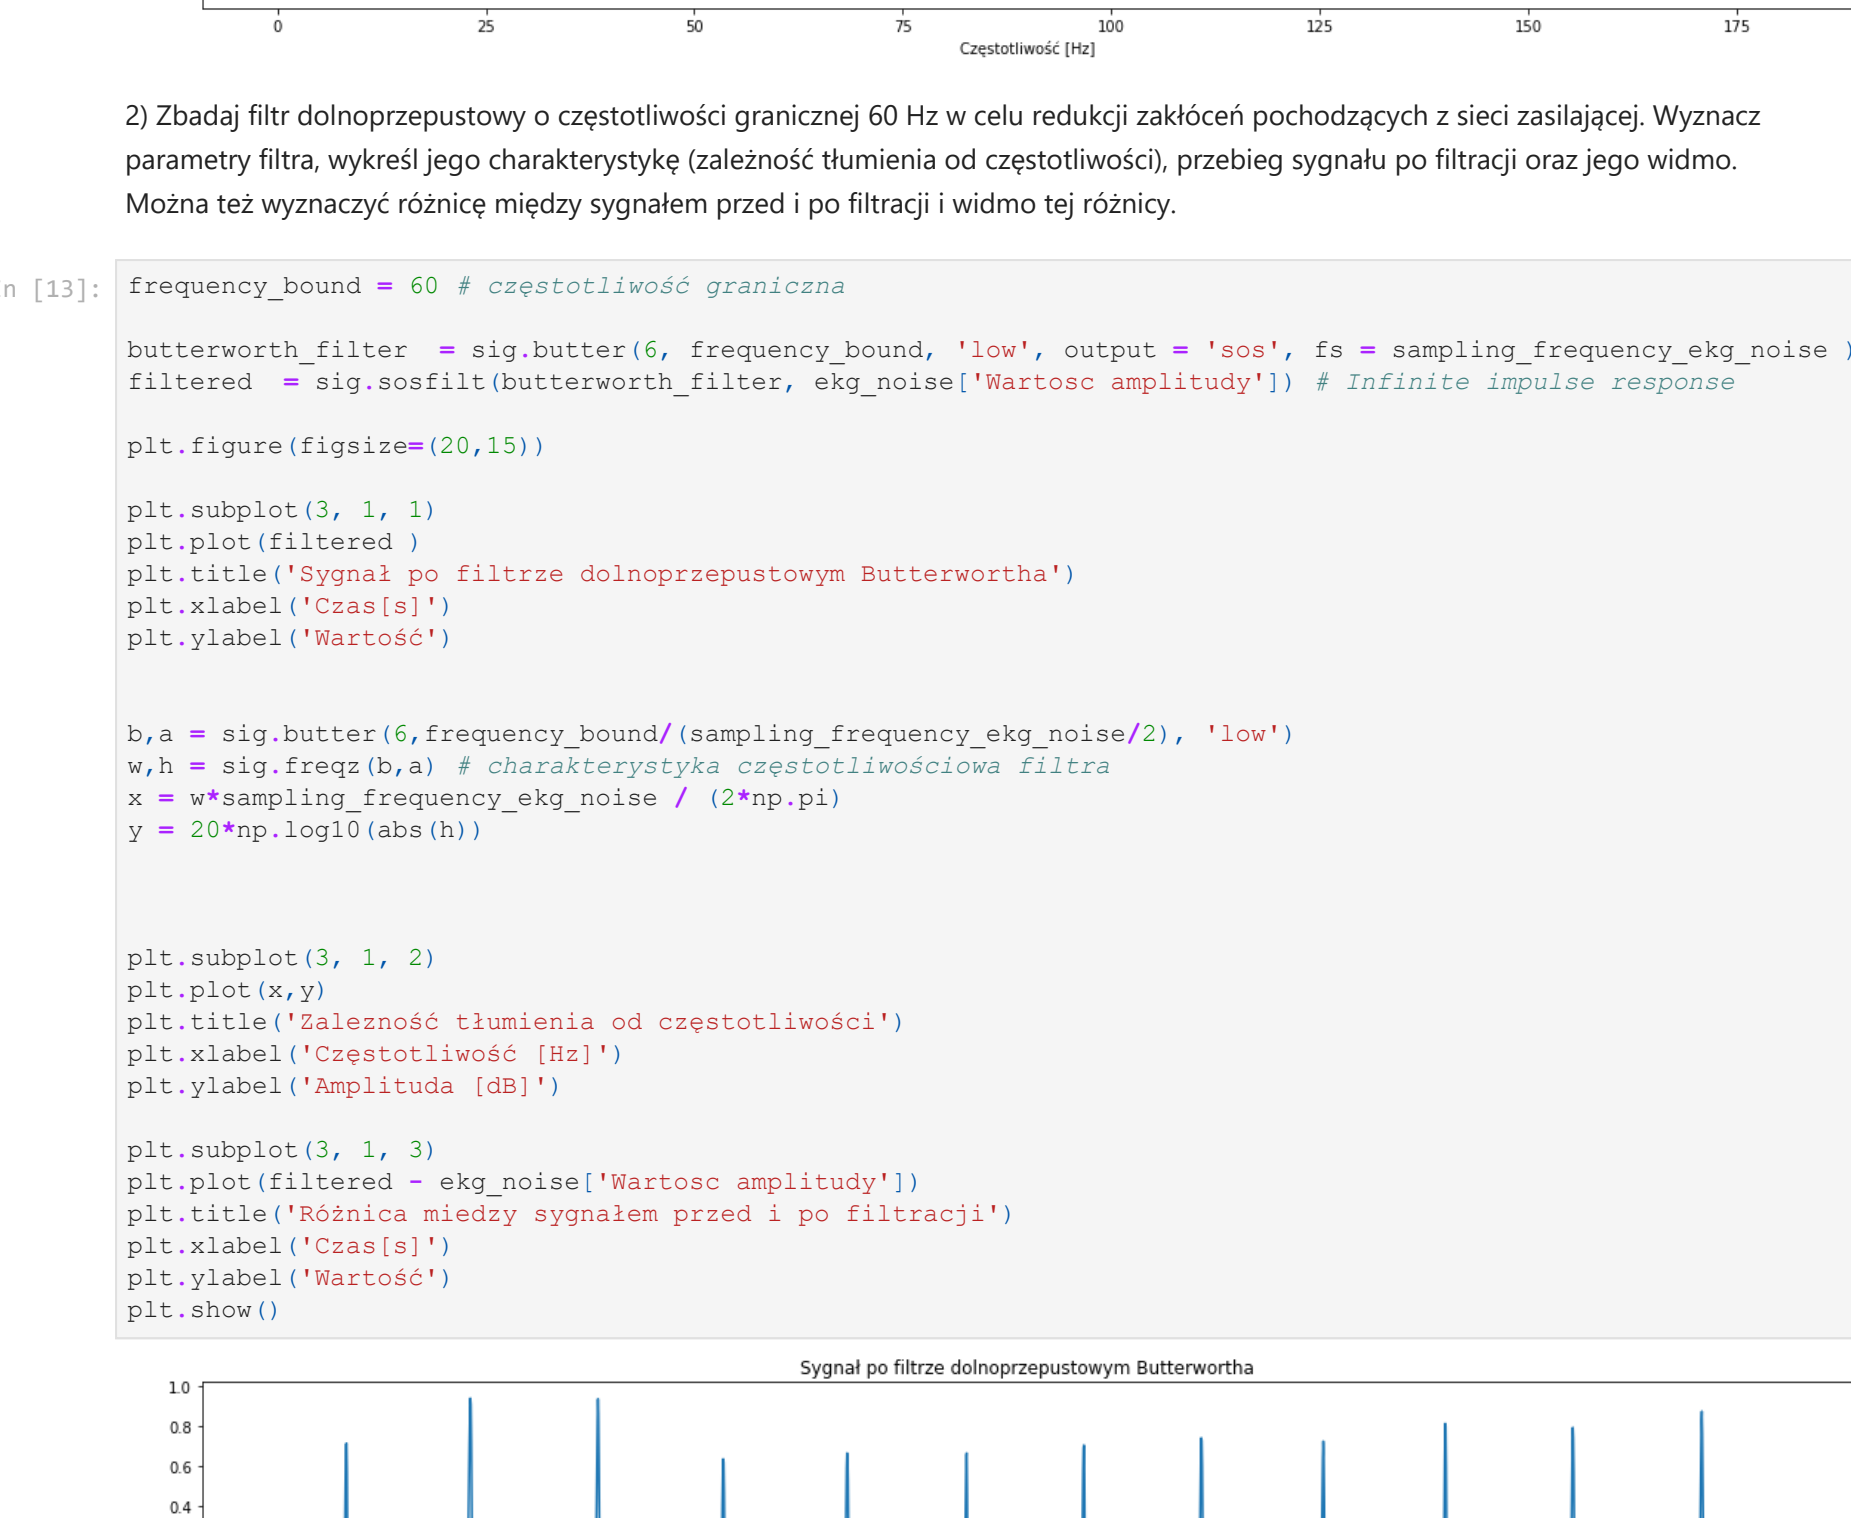 0 25 50 75 100 125 150 175
Częstotliwość [Hz]
2) Zbadaj filtr dolnoprzepustowy o częstotliwości granicznej 60 Hz w celu redukcji zakłóceń pochodzących z sieci zasilającej. Wyznacz
parametry filtra, wykreśl jego charakterystykę (zależność tłumienia od częstotliwości), przebieg sygnału po filtracji oraz jego widmo.
Można też wyznaczyć różnicę między sygnałem przed i po filtracji i widmo tej różnicy.
n [13]:
frequency_bound = 60 # częstotliwość graniczna
butterworth_filter  = sig.butter(6, frequency_bound, 'low', output = 'sos', fs = sampling_frequency_ekg_noise )
filtered  = sig.sosfilt(butterworth_filter, ekg_noise['Wartosc amplitudy']) # Infinite impulse response
plt.figure(figsize=(20,15))
plt.subplot(3, 1, 1)
plt.plot(filtered )
plt.title('Sygnał po filtrze dolnoprzepustowym Butterwortha')
plt.xlabel('Czas[s]')
plt.ylabel('Wartość')
b,a = sig.butter(6,frequency_bound/(sampling_frequency_ekg_noise/2), 'low')
w,h = sig.freqz(b,a) # charakterystyka częstotliwościowa filtra
x = w*sampling_frequency_ekg_noise / (2*np.pi)
y = 20*np.log10(abs(h))
plt.subplot(3, 1, 2)
plt.plot(x,y)
plt.title('Zalezność tłumienia od częstotliwości')
plt.xlabel('Częstotliwość [Hz]')
plt.ylabel('Amplituda [dB]')
plt.subplot(3, 1, 3)
plt.plot(filtered - ekg_noise['Wartosc amplitudy'])
plt.title('Różnica miedzy sygnałem przed i po filtracji')
plt.xlabel('Czas[s]')
plt.ylabel('Wartość')
plt.show()
Sygnał po filtrze dolnoprzepustowym Butterwortha
1.0
0.8
0.6
0.4